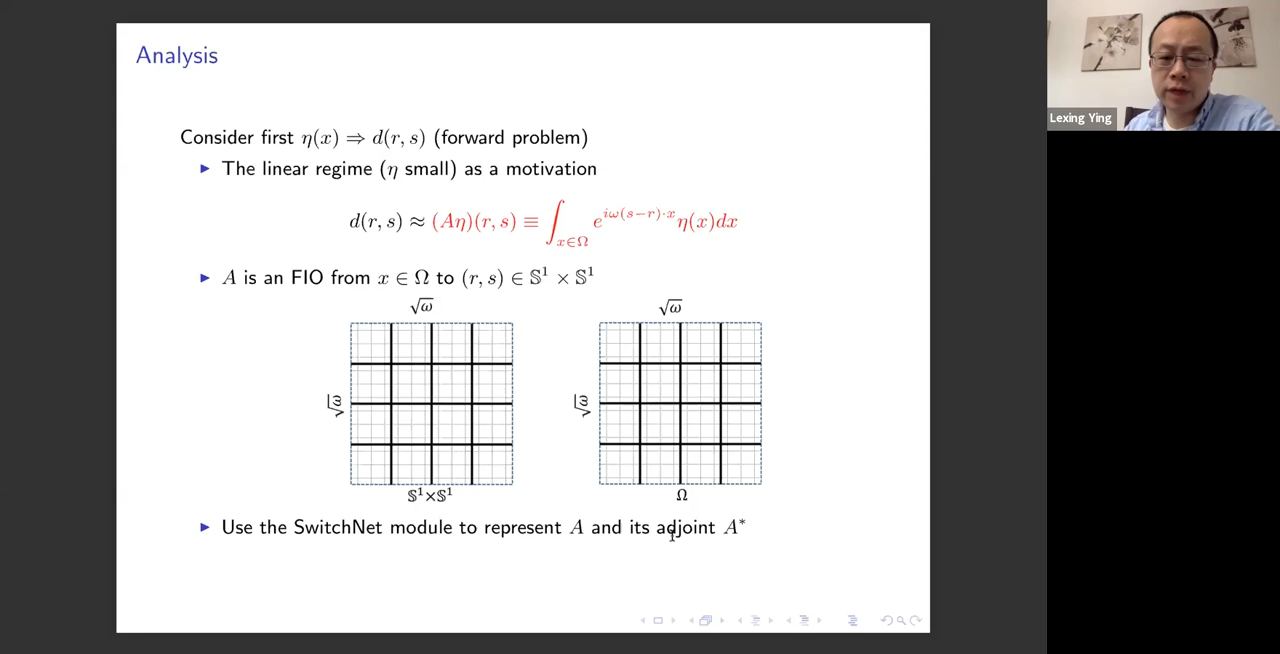 Analysis
Lexing Ying
Consider first η(x) ⇒ d(r, s) (forward problem)
▶ The linear regime (η small) as a motivation
d(r, s) ≈ (Aη)(r, s) ≡ ∫_{x∈Ω} e^{iω(s−r)·x} η(x)dx
▶ A is an FIO from x ∈ Ω to (r, s) ∈ 𝕊¹ × 𝕊¹
√ω √ω
√ω √ω
𝕊¹×𝕊¹ Ω
▶ Use the SwitchNet module to represent A and its adjoint A*